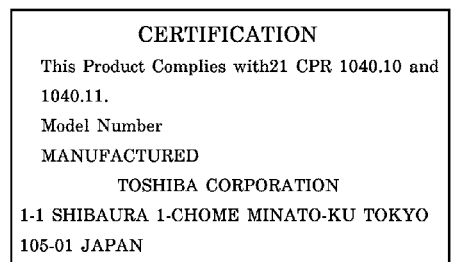 CERTIFICATION
This Product Complies with21 CPR 1040.10 and
1040.11.
Model Number
MANUFACTURED
TOSHIBA CORPORATION
1-1 SHIBAURA 1-CHOME MINATO-KU TOKYO
105-01 JAPAN